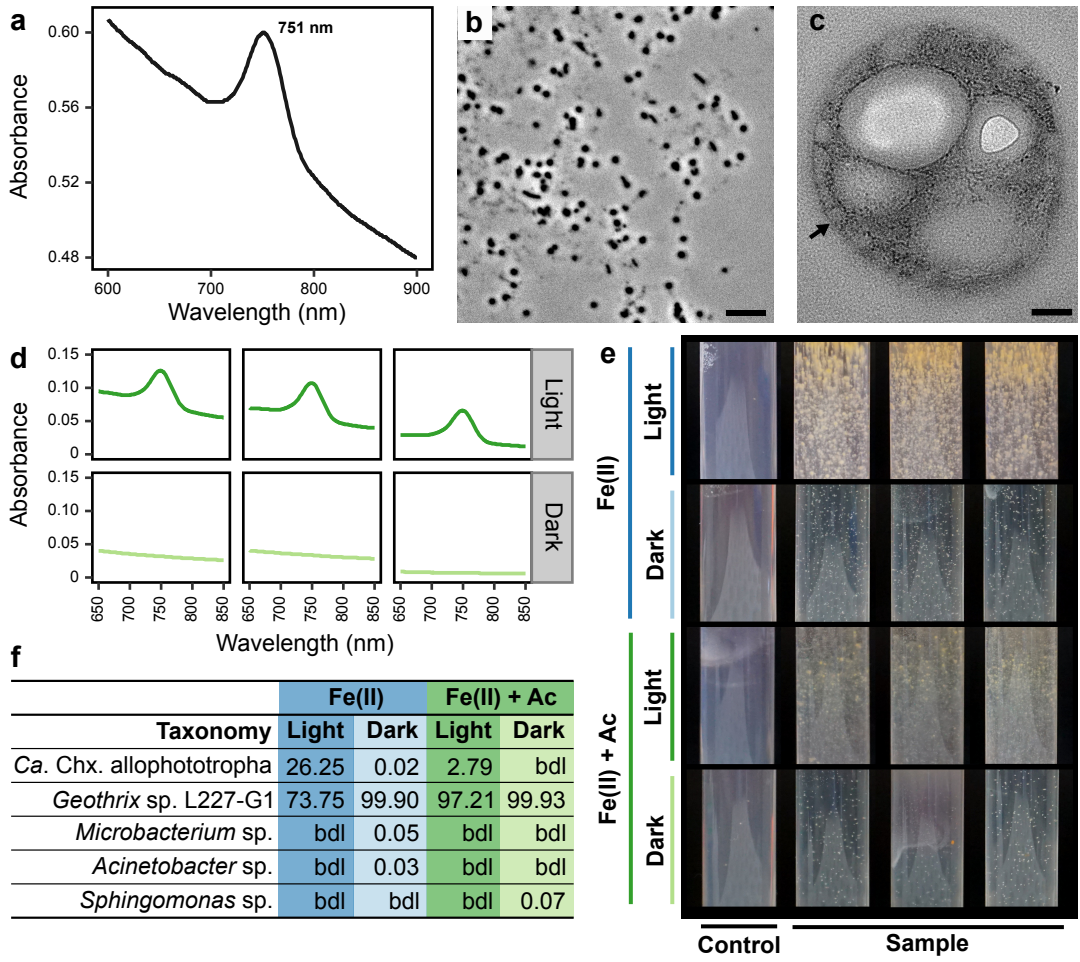 a
0.60
0.56
0.52
0.48
Absorbance
751 nm
600
700
800
900
Wavelength (nm)
b
c
d
0.15
0.10
0.05
0
0.15
0.10
0.05
0
Absorbance
Light
Dark
650 700 750 800 850
650 700 750 800 850
650 700 750 800 850
Wavelength (nm)
e
Fe(II)
Light
Dark
Fe(II) + Ac
Light
Dark
Control
Sample
f
Fe(II) Fe(II) + Ac
Taxonomy Light Dark Light Dark
Ca. Chx. allophototropha 26.25 0.02 2.79 bdl
Geothrix sp. L227-G1 73.75 99.90 97.21 99.93
Microbacterium sp. bdl 0.05 bdl bdl
Acinetobacter sp. bdl 0.03 bdl bdl
Sphingomonas sp. bdl bdl bdl 0.07